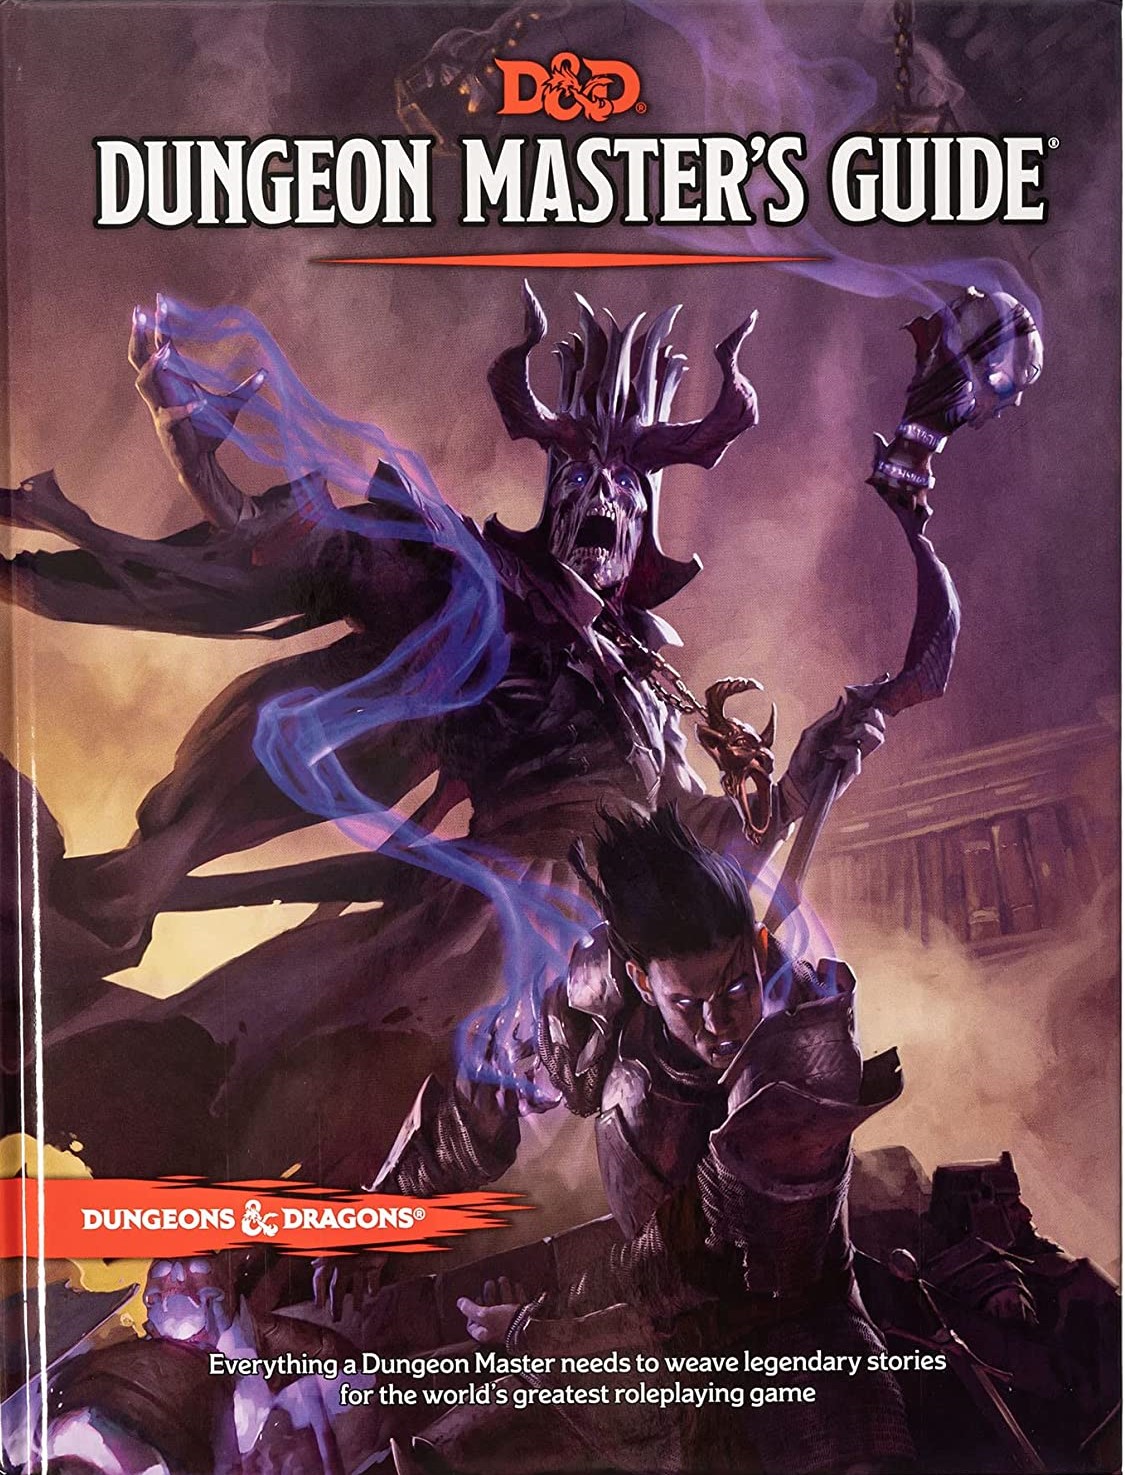 D&D®
DUNGEON MASTER'S GUIDE®
DUNGEONS & DRAGONS®
Everything a Dungeon Master needs to weave legendary stories
for the world's greatest roleplaying game